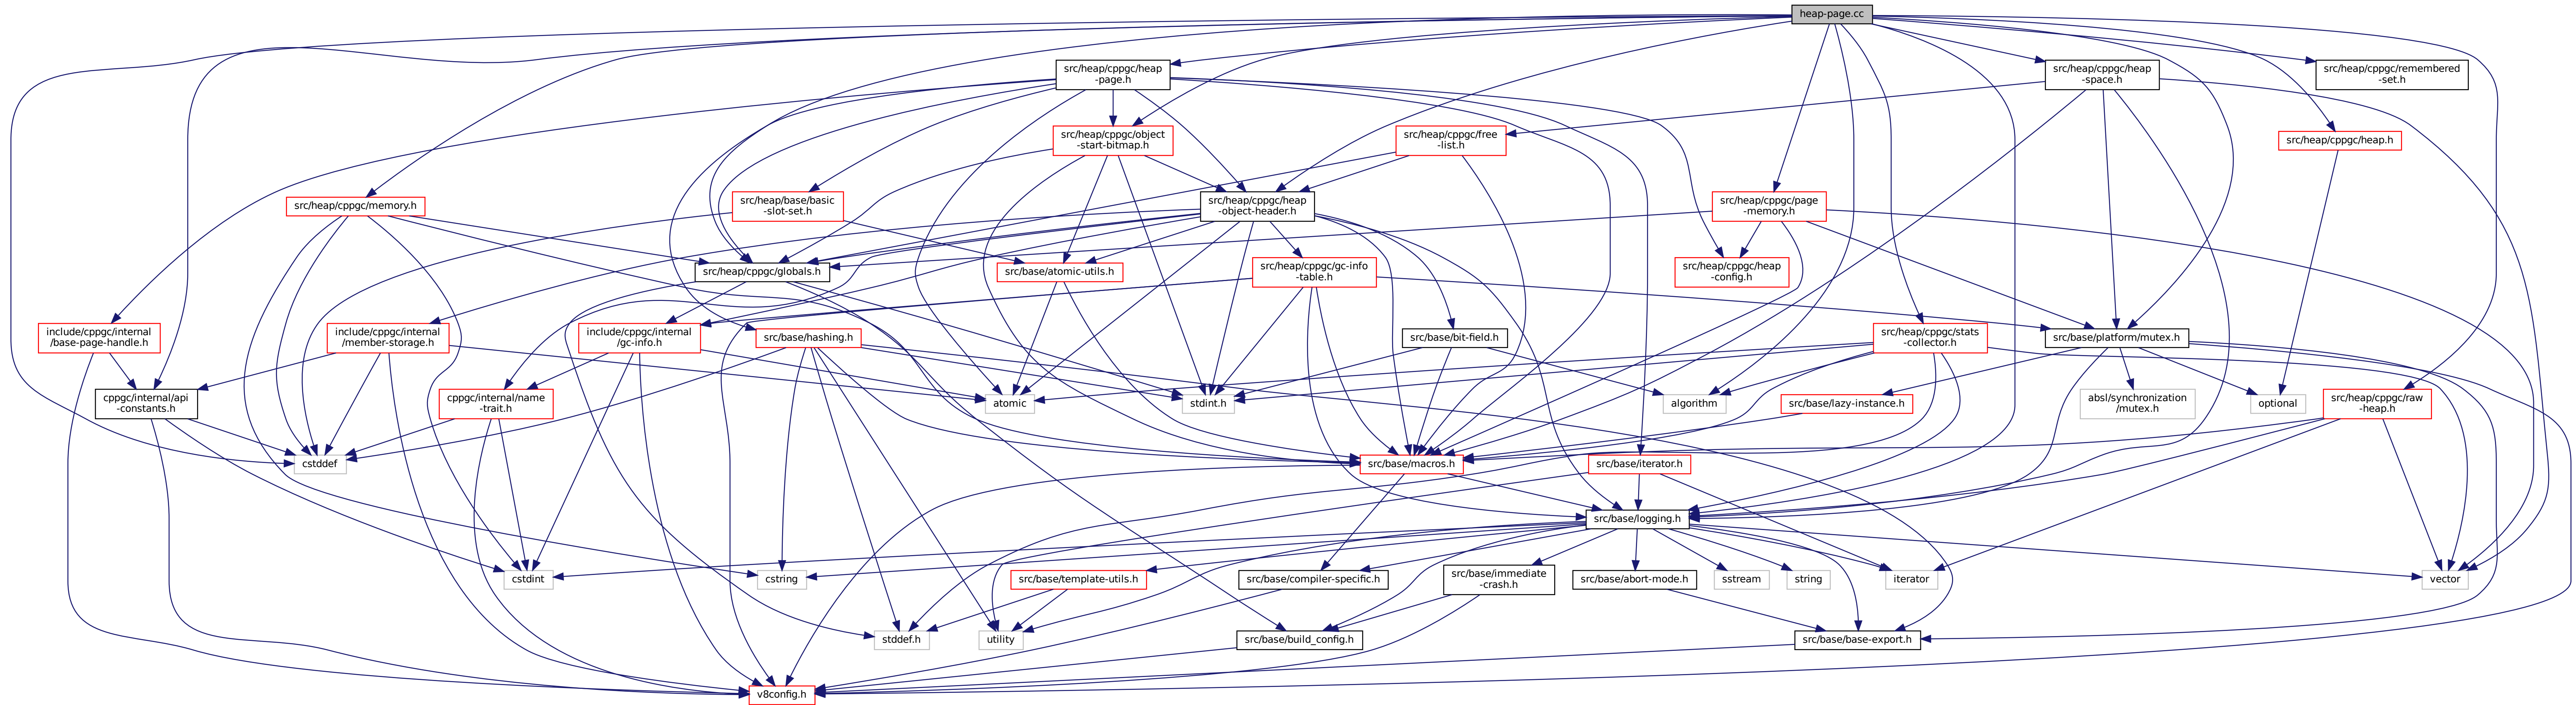 heap-page.cc
src/heap/cppgc/heap
-page.h
src/heap/cppgc/heap
-space.h
src/heap/cppgc/remembered
-set.h
src/heap/cppgc/object
-start-bitmap.h
src/heap/cppgc/free
-list.h
src/heap/cppgc/heap.h
src/heap/cppgc/memory.h
src/heap/base/basic
-slot-set.h
src/heap/cppgc/heap
-object-header.h
src/heap/cppgc/page
-memory.h
src/heap/cppgc/globals.h
src/base/atomic-utils.h
src/heap/cppgc/gc-info
-table.h
src/heap/cppgc/heap
-config.h
include/cppgc/internal
/base-page-handle.h
include/cppgc/internal
/member-storage.h
include/cppgc/internal
/gc-info.h
src/base/hashing.h
src/base/bit-field.h
src/heap/cppgc/stats
-collector.h
src/base/platform/mutex.h
cppgc/internal/api
-constants.h
cppgc/internal/name
-trait.h
atomic
stdint.h
algorithm
src/base/lazy-instance.h
absl/synchronization
/mutex.h
optional
src/heap/cppgc/raw
-heap.h
cstddef
src/base/macros.h
src/base/iterator.h
src/base/logging.h
cstdint
cstring
src/base/template-utils.h
src/base/compiler-specific.h
src/base/immediate
-crash.h
src/base/abort-mode.h
sstream
string
iterator
vector
stddef.h
utility
src/base/build_config.h
src/base/base-export.h
v8config.h